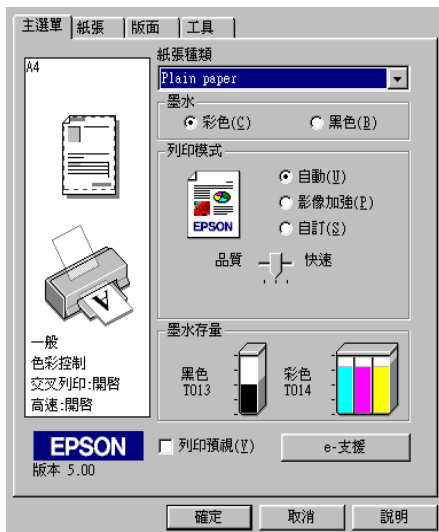 主選單 紙張 版面 工具
A4
一般
色彩控制
交叉列印:開啓
高速:開啓
EPSON
版本 5.00
紙張種類
Plain paper
墨水
彩色(C) 黑色(B)
列印模式
EPSON
自動(U)
影像加強(P)
自訂(S)
品質 快速
墨水存量
黑色
T013
彩色
T014
列印預視(V) e-支援
確定 取消 說明